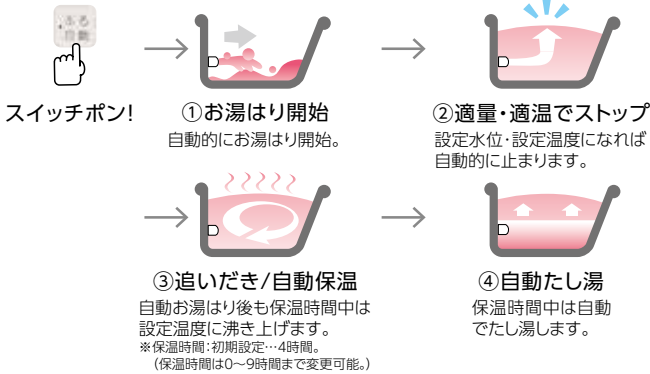 ふろ
自動
スイッチポン!
①お湯はり開始
自動的にお湯はり開始。
②適量・適温でストップ
設定水位・設定温度になれば
自動的に止まります。
③追いだき/自動保温
自動お湯はり後も保温時間中は
設定温度に沸き上げます。
※保温時間:初期設定…4時間。
(保温時間は0〜9時間まで変更可能。)
④自動たし湯
保温時間中は自動
でたし湯します。